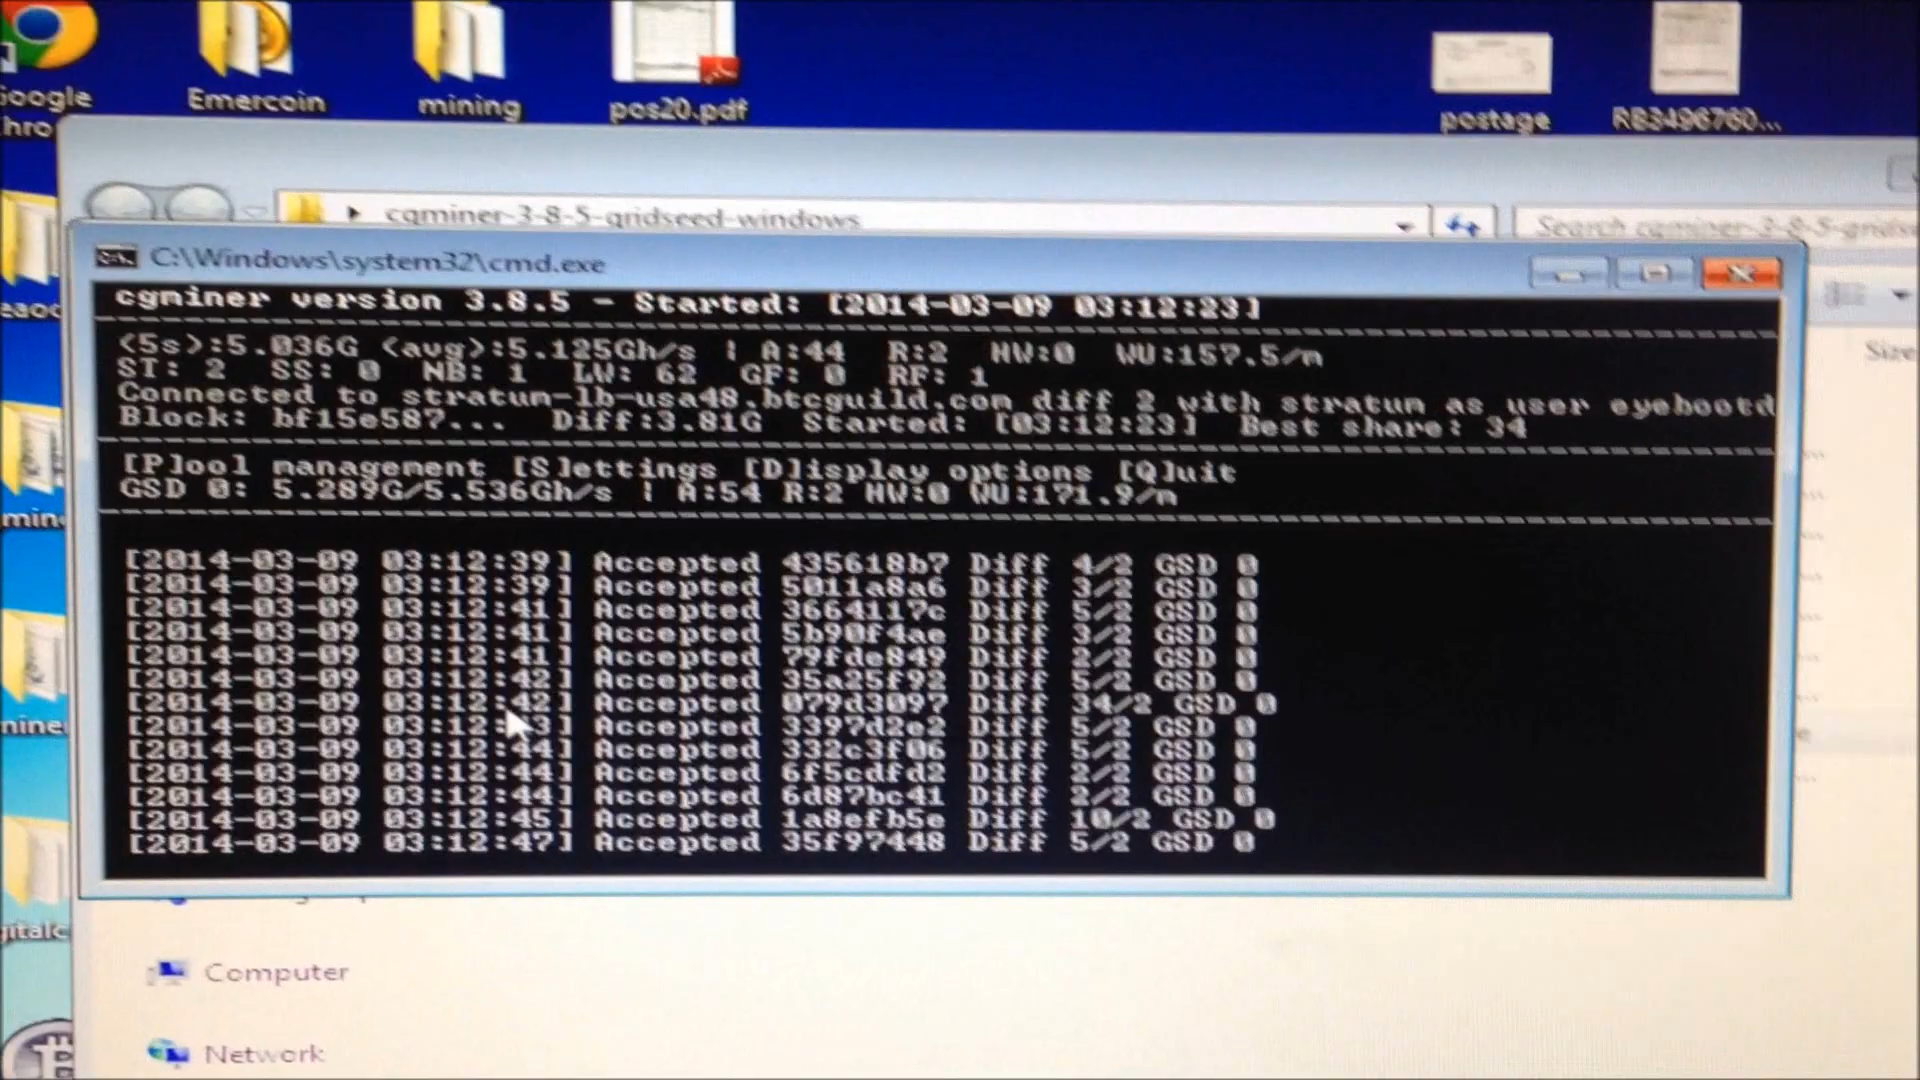 Google
Emercoin
mining
pos20.pdf
postage
RB3496760...
cgminer-3-8-5-gridseed-windows
Search cgminer-3-8-5-grids
C:\Windows\system32\cmd.exe
cgminer version 3.8.5 - Started: [2014-03-09 03:12:23]
(5s):5.036G (avg):5.125Gh/s | A:44 R:2 HW:0 WU:157.5/m
ST: 2 SS: 0 NB: 1 LW: 62 GF: 0 RF: 1
Connected to stratum-lb-usa48.btcguild.com diff 2 with stratum as user eyebootd
Block: bf15e587... Diff:3.81G Started: [03:12:23] Best share: 34
[P]ool management [S]ettings [D]isplay options [Q]uit
GSD 0: 5.289G/5.536Gh/s | A:54 R:2 HW:0 WU:171.9/m
[2014-03-09 03:12:39] Accepted 435618b7 Diff 4/2 GSD 0
[2014-03-09 03:12:39] Accepted 5011a8a6 Diff 3/2 GSD 0
[2014-03-09 03:12:41] Accepted 3664117c Diff 5/2 GSD 0
[2014-03-09 03:12:41] Accepted 5b90f4ae Diff 3/2 GSD 0
[2014-03-09 03:12:41] Accepted 79fde849 Diff 2/2 GSD 0
[2014-03-09 03:12:42] Accepted 35a25f92 Diff 5/2 GSD 0
[2014-03-09 03:12:42] Accepted 079d3097 Diff 34/2 GSD 0
[2014-03-09 03:12:43] Accepted 3397d2e2 Diff 5/2 GSD 0
[2014-03-09 03:12:44] Accepted 332c3f06 Diff 5/2 GSD 0
[2014-03-09 03:12:44] Accepted 6f5cdfd2 Diff 2/2 GSD 0
[2014-03-09 03:12:44] Accepted 6d87bc41 Diff 2/2 GSD 0
[2014-03-09 03:12:45] Accepted 1a8efb5e Diff 10/2 GSD 0
[2014-03-09 03:12:47] Accepted 35f97448 Diff 5/2 GSD 0
Size
Computer
Network